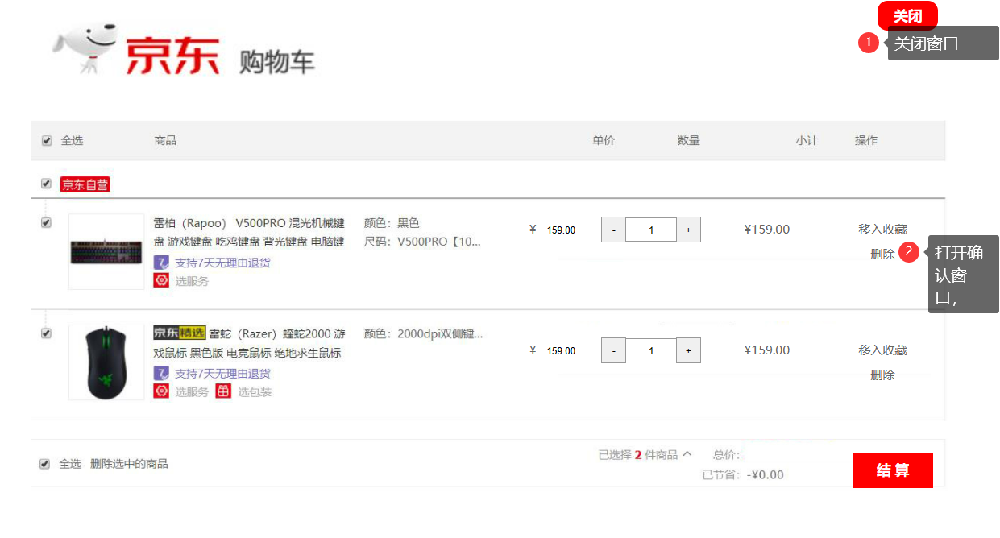 关闭
1 关闭窗口
京东 购物车
全选 商品 单价 数量 小计 操作
京东自营
雷柏（Rapoo） V500PRO 混光机械键 颜色：黑色
盘 游戏键盘 吃鸡键盘 背光键盘 电脑键 尺码：V500PRO【10...
¥ 159.00 - 1 + ¥159.00 移入收藏
删除 2 打开确
认窗
口，
7 支持7天无理由退货
选服务
京东精选 雷蛇（Razer）蝰蛇2000 游 颜色：2000dpi双侧键...
戏鼠标 黑色版 电竞鼠标 绝地求生鼠标
¥ 159.00 - 1 + ¥159.00 移入收藏
删除
7 支持7天无理由退货
选服务 选包装
全选 删除选中的商品 已选择 2 件商品 总价：
已节省：-¥0.00
结 算